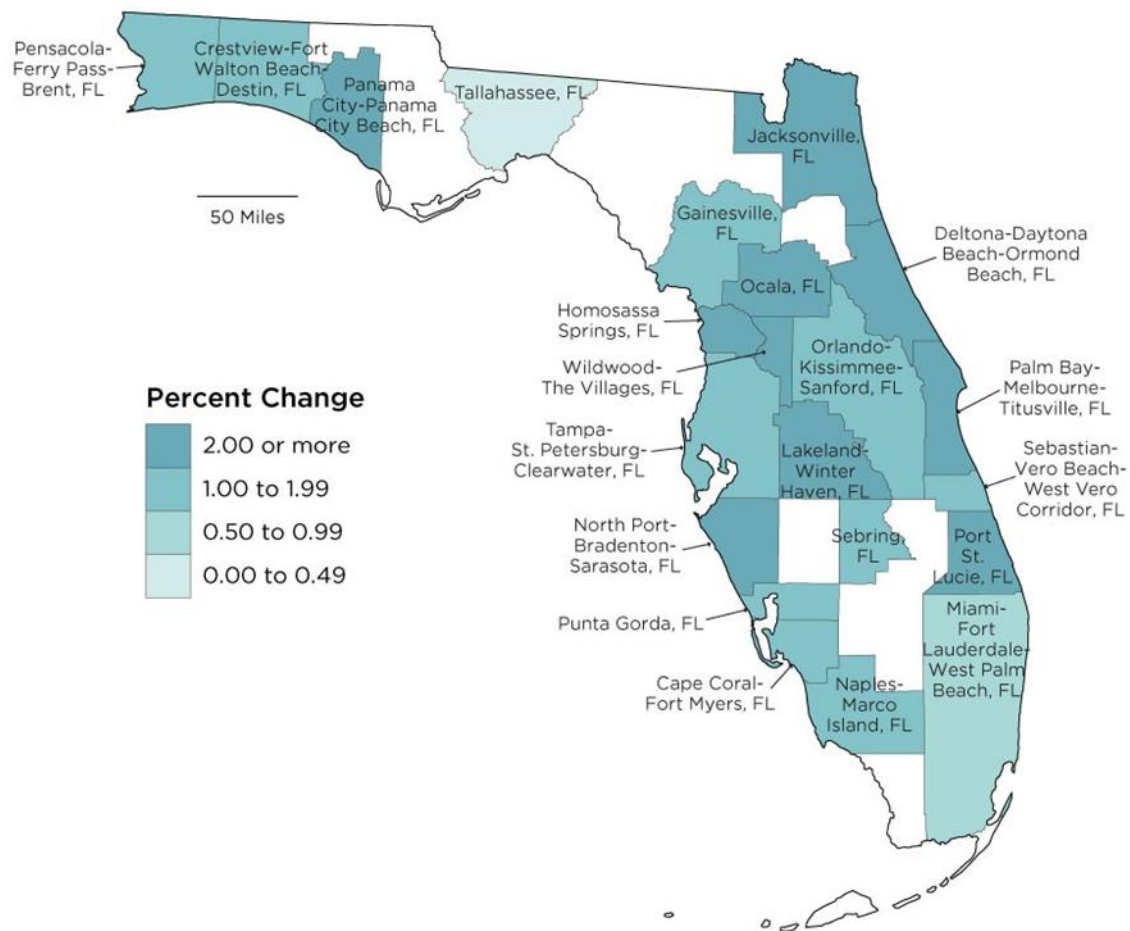 Pensacola-
Ferry Pass-
Brent, FL
Crestview-Fort
Walton Beach-
Destin, FL
Panama
City-Panama
City Beach, FL
Tallahassee, FL
Jacksonville,
FL
50 Miles
Gainesville,
FL
Deltona-Daytona
Beach-Ormond
Beach, FL
Ocala, FL
Homosassa
Springs, FL
Wildwood-
The Villages, FL
Orlando-
Kissimmee-
Sanford, FL
Palm Bay-
Melbourne-
Titusville, FL
Percent Change
2.00 or more
1.00 to 1.99
0.50 to 0.99
0.00 to 0.49
Tampa-
St. Petersburg-
Clearwater, FL
Lakeland-
Winter
Haven, FL
Sebastian-
Vero Beach-
West Vero
Corridor, FL
North Port-
Bradenton-
Sarasota, FL
Sebring,
FL
Port
St.
Lucie, FL
Punta Gorda, FL
Miami-
Fort
Lauderdale-
West Palm
Beach, FL
Cape Coral-
Fort Myers, FL
Naples-
Marco
Island, FL